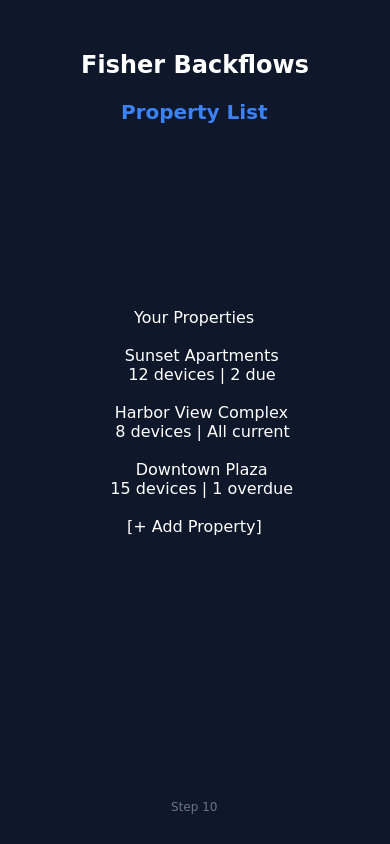 Fisher Backflows
Property List
Your Properties
Sunset Apartments
12 devices | 2 due
Harbor View Complex
8 devices | All current
Downtown Plaza
15 devices | 1 overdue
[+ Add Property]
Step 10